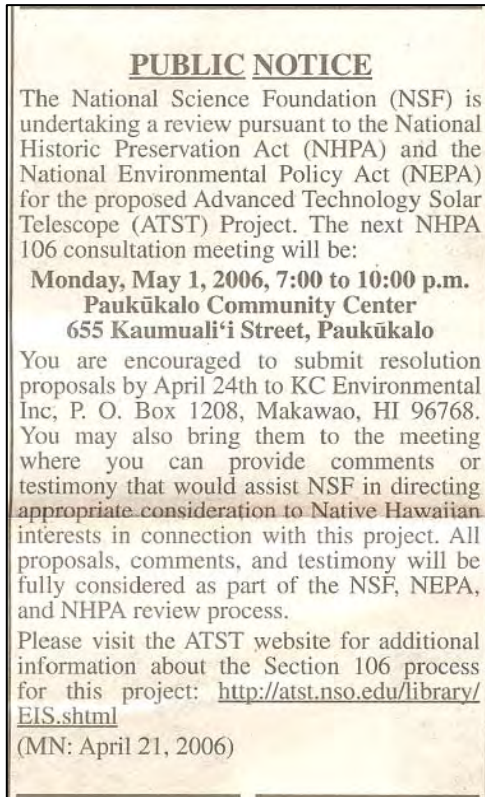 PUBLIC NOTICE
The National Science Foundation (NSF) is
undertaking a review pursuant to the National
Historic Preservation Act (NHPA) and the
National Environmental Policy Act (NEPA)
for the proposed Advanced Technology Solar
Telescope (ATST) Project. The next NHPA
106 consultation meeting will be:
Monday, May 1, 2006, 7:00 to 10:00 p.m.
Paukūkalo Community Center
655 Kaumuali‘i Street, Paukūkalo
You are encouraged to submit resolution
proposals by April 24th to KC Environmental
Inc, P. O. Box 1208, Makawao, HI 96768.
You may also bring them to the meeting
where you can provide comments or
testimony that would assist NSF in directing
appropriate consideration to Native Hawaiian
interests in connection with this project. All
proposals, comments, and testimony will be
fully considered as part of the NSF, NEPA,
and NHPA review process.
Please visit the ATST website for additional
information about the Section 106 process
for this project: http://atst.nso.edu/library/
EIS.shtml
(MN: April 21, 2006)